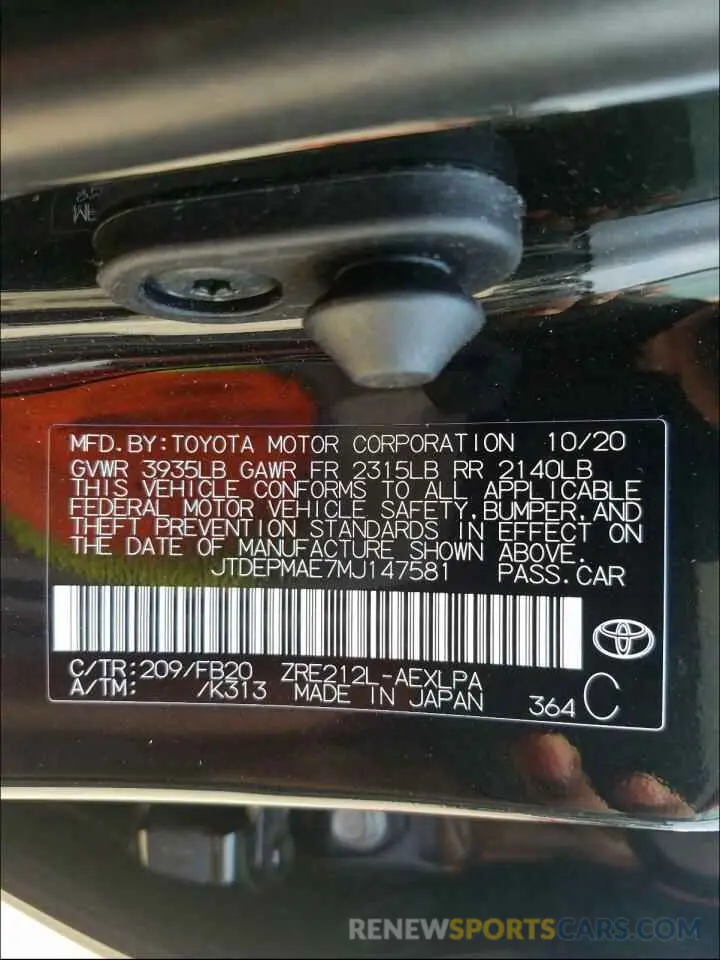 MFD.BY:TOYOTA MOTOR CORPORATION 10/20
GVWR 3935LB GAWR FR 2315LB RR 2140LB
THIS VEHICLE CONFORMS TO ALL APPLICABLE
FEDERAL MOTOR VEHICLE SAFETY,BUMPER,AND
THEFT PREVENTION STANDARDS IN EFFECT ON
THE DATE OF MANUFACTURE SHOWN ABOVE.
JTDEPMAE7MJ147581 PASS.CAR
C/TR:209/FB20 ZRE212L-AEXLPA
A/TM: /K313 MADE IN JAPAN 364 C
RENEWSPORTSCARS.COM